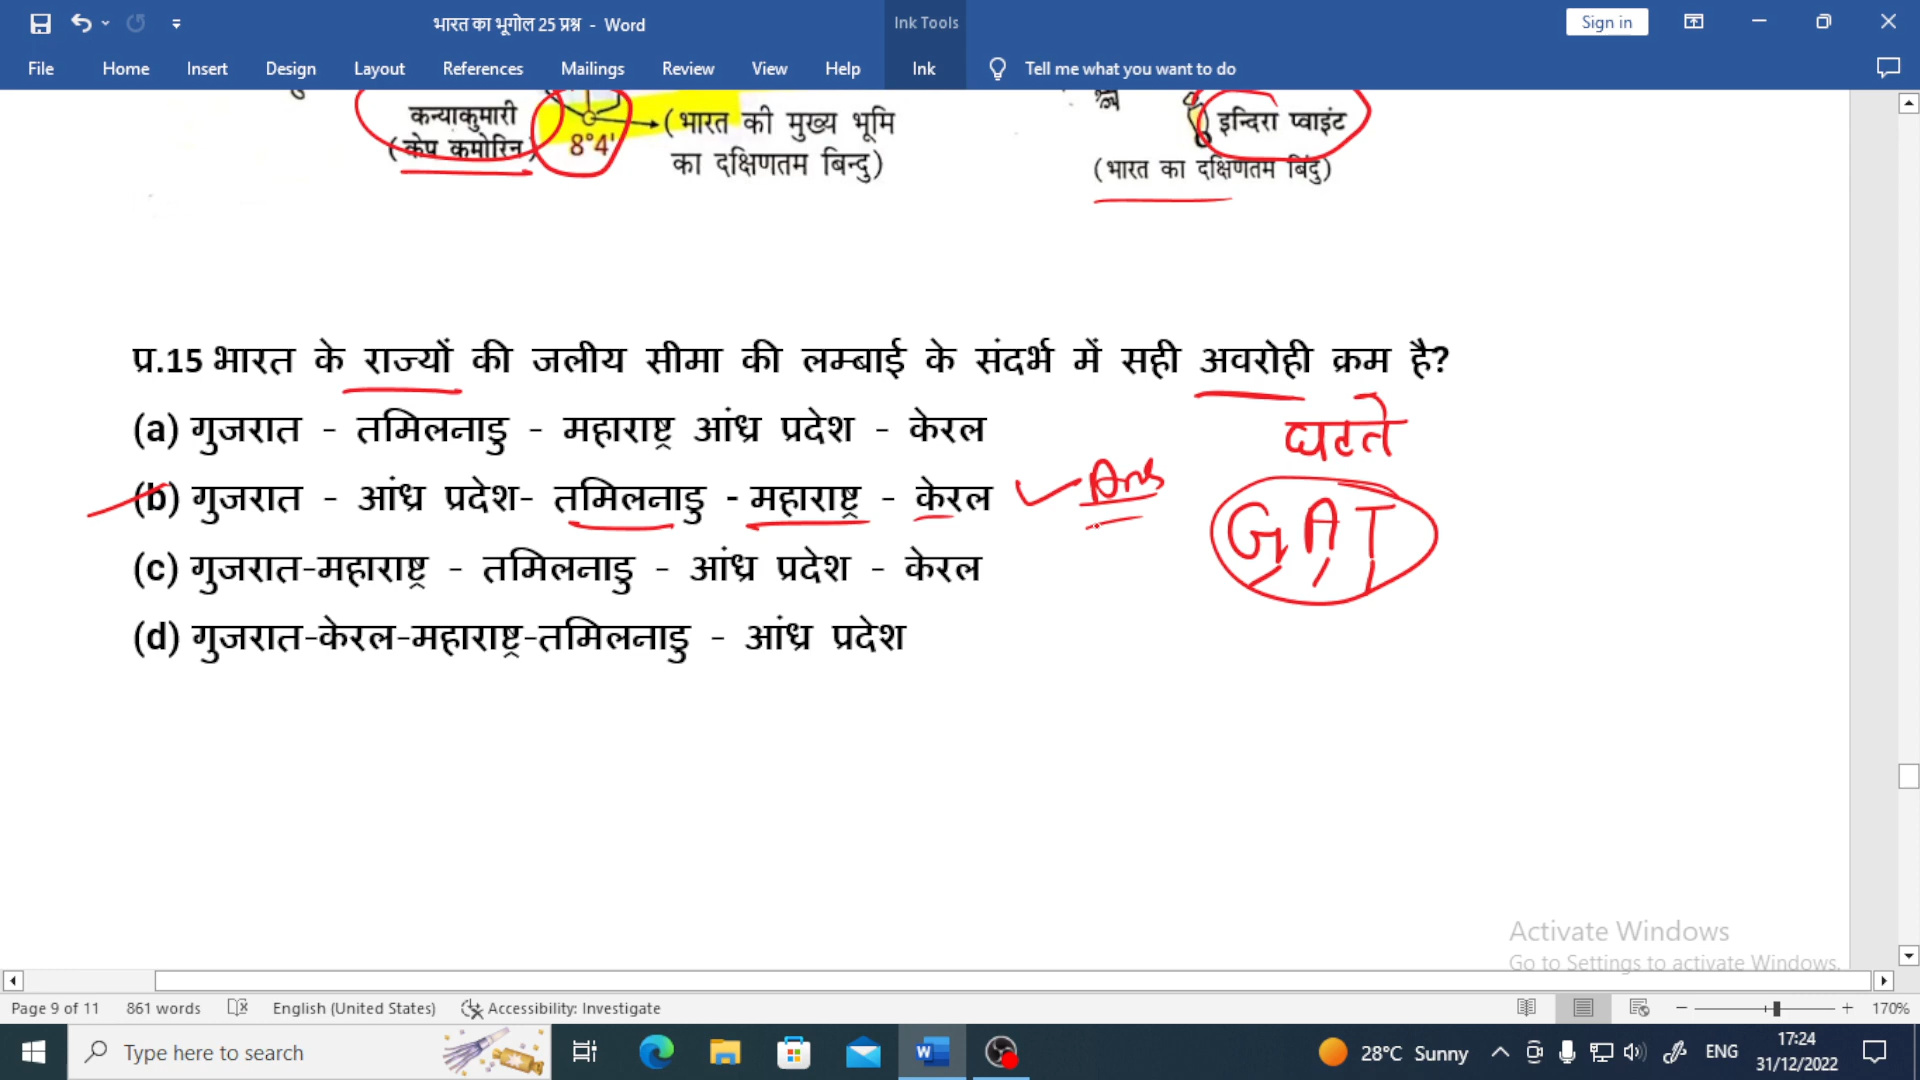 भारत का भूगोल 25 प्रश्न - Word
Ink Tools
Sign in
File Home Insert Design Layout References Mailings Review View Help Ink Tell me what you want to do
कन्याकुमारी
(केप कमोरिन)
8°4'
(भारत की मुख्य भूमि
का दक्षिणतम बिन्दु)
इन्दिरा प्वाइंट
(भारत का दक्षिणतम बिंदु)
प्र.15 भारत के राज्यों की जलीय सीमा की लम्बाई के संदर्भ में सही अवरोही क्रम है?
घटते
(a) गुजरात - तमिलनाडु - महाराष्ट्र आंध्र प्रदेश - केरल
(b) गुजरात - आंध्र प्रदेश- तमिलनाडु - महाराष्ट्र - केरल
Ans
GAT
(c) गुजरात-महाराष्ट्र - तमिलनाडु - आंध्र प्रदेश - केरल
(d) गुजरात-केरल-महाराष्ट्र-तमिलनाडु - आंध्र प्रदेश
Activate Windows
Go to Settings to activate Windows.
Page 9 of 11 861 words English (United States) Accessibility: Investigate 170%
Type here to search
28°C Sunny
ENG
17:24
31/12/2022